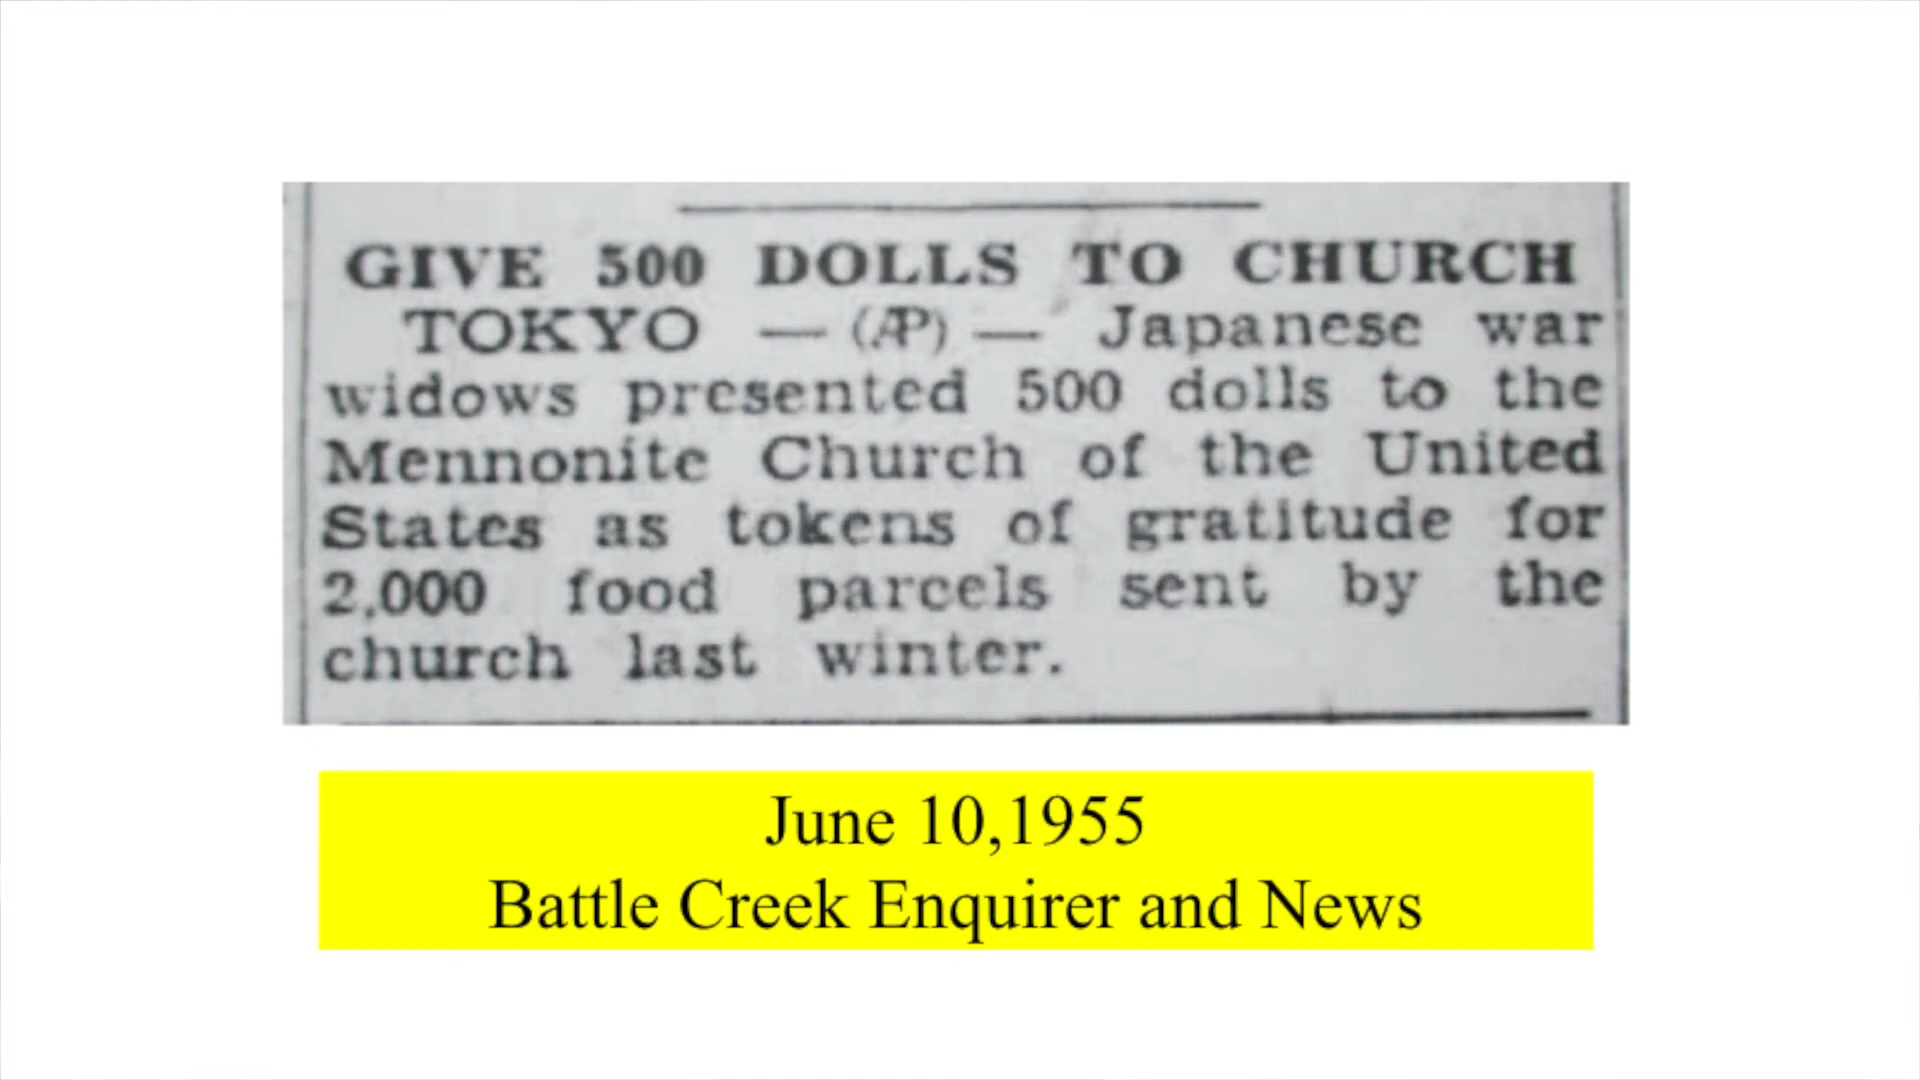 GIVE 500 DOLLS TO CHURCH
TOKYO — (AP) — Japanese war
widows presented 500 dolls to the
Mennonite Church of the United
States as tokens of gratitude for
2,000 food parcels sent by the
church last winter.
June 10,1955
Battle Creek Enquirer and News